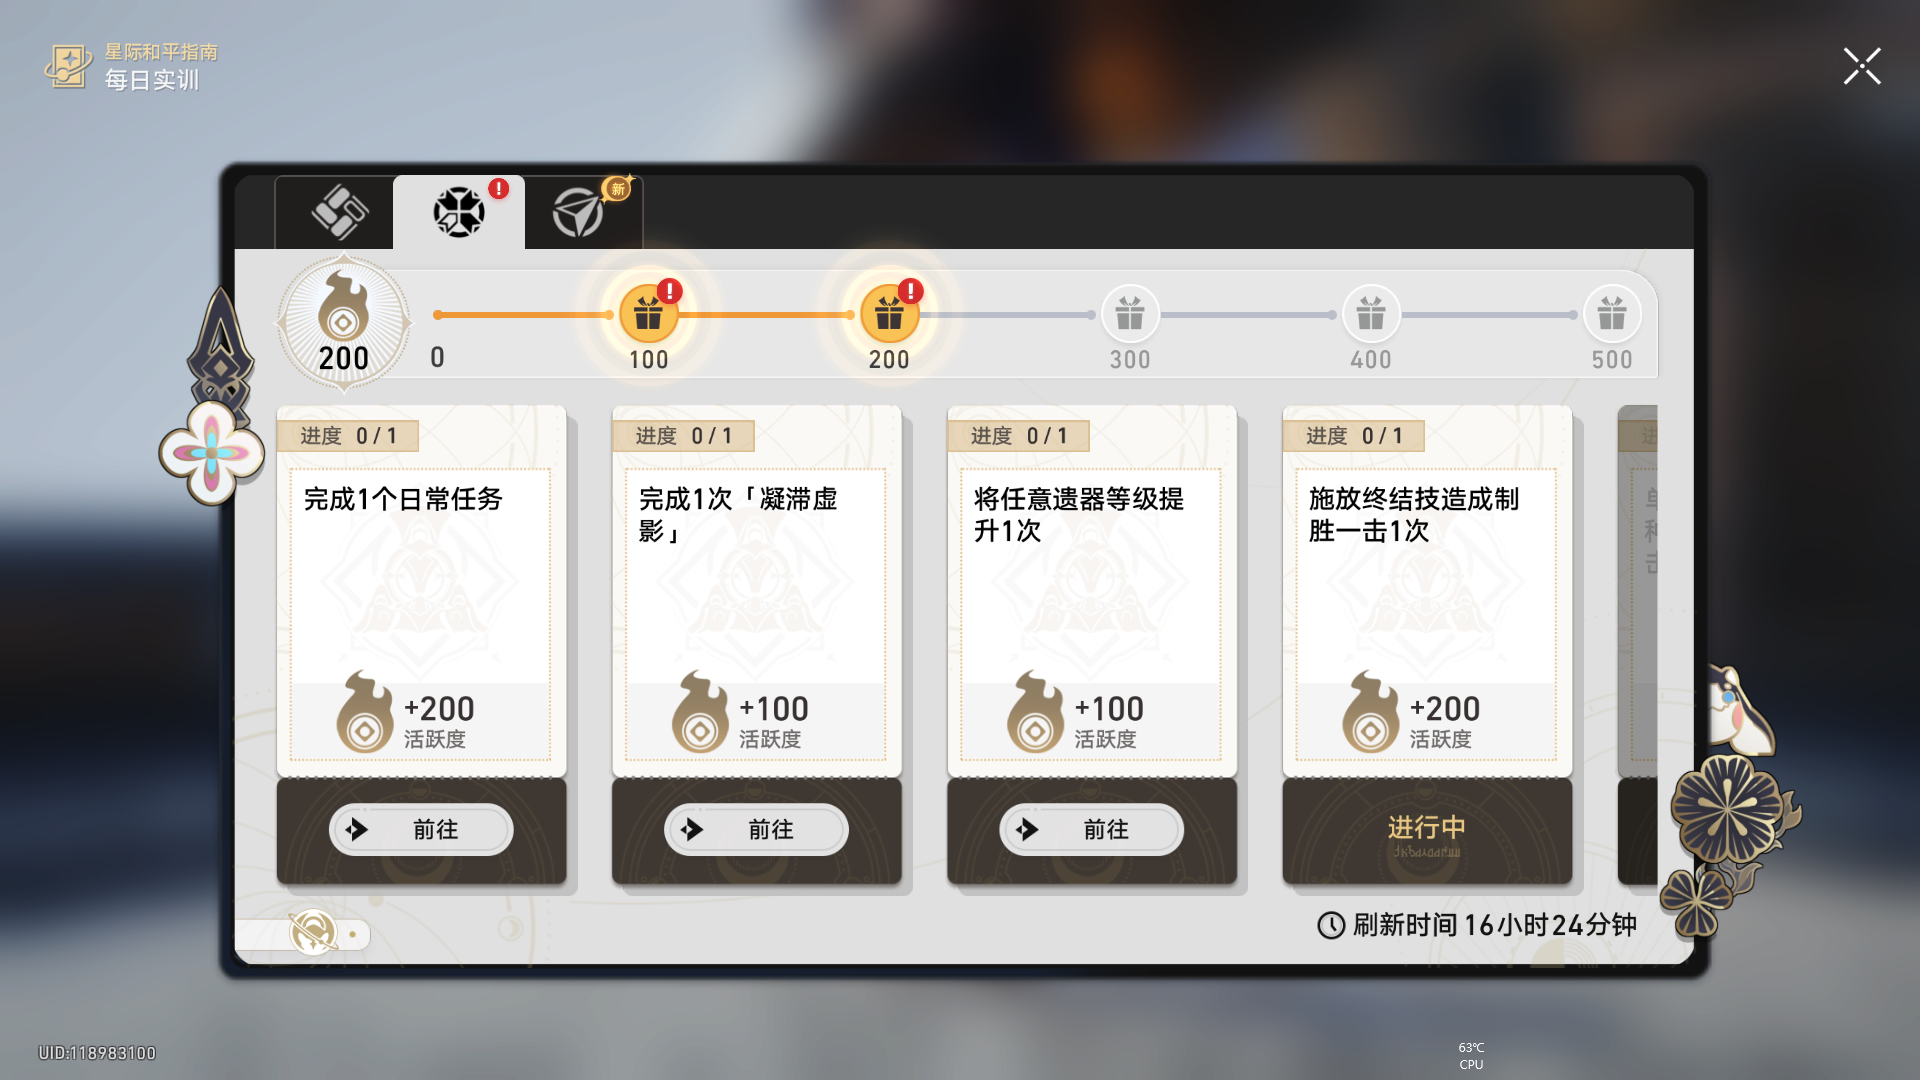 星际和平指南
每日实训
新
200
0
100
200
300
400
500
进度 0/1
完成1个日常任务
+200
活跃度
前往
进度 0/1
完成1次「凝滞虚
影」
+100
活跃度
前往
进度 0/1
将任意遗器等级提
升1次
+100
活跃度
前往
进度 0/1
施放终结技造成制
胜一击1次
+200
活跃度
进行中
刷新时间16小时24分钟
UID:118983100
63℃
CPU